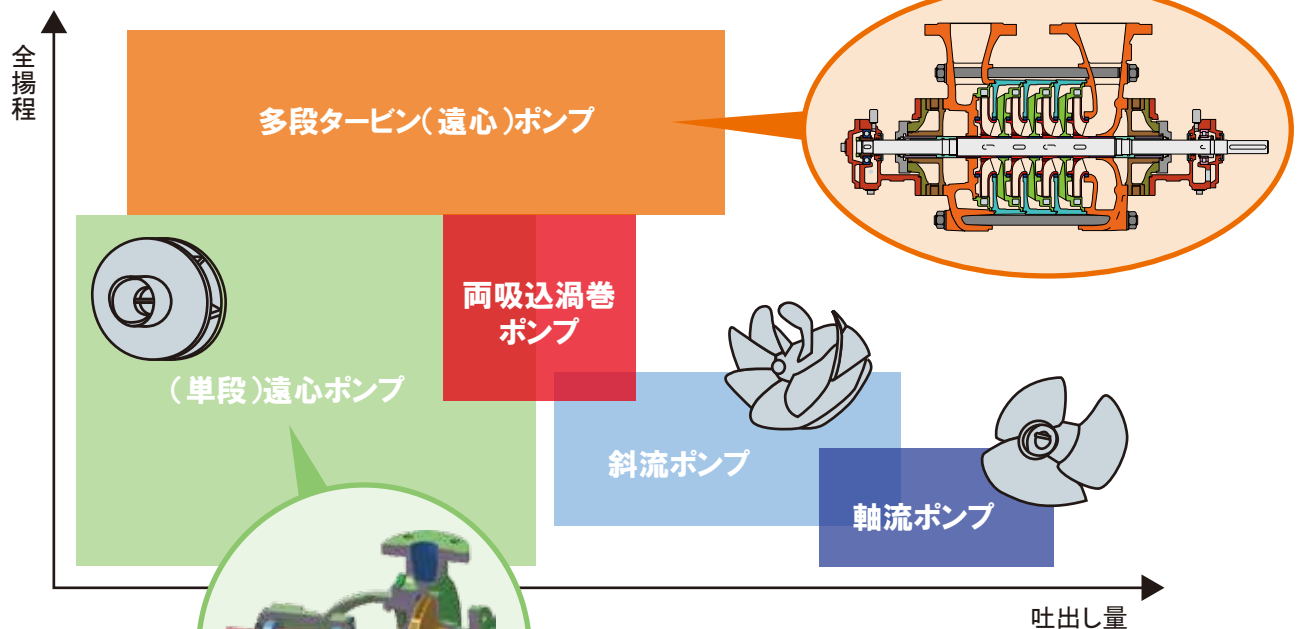 全揚程
多段タービン(遠心)ポンプ
両吸込渦巻
ポンプ
(単段)遠心ポンプ
斜流ポンプ
軸流ポンプ
吐出し量